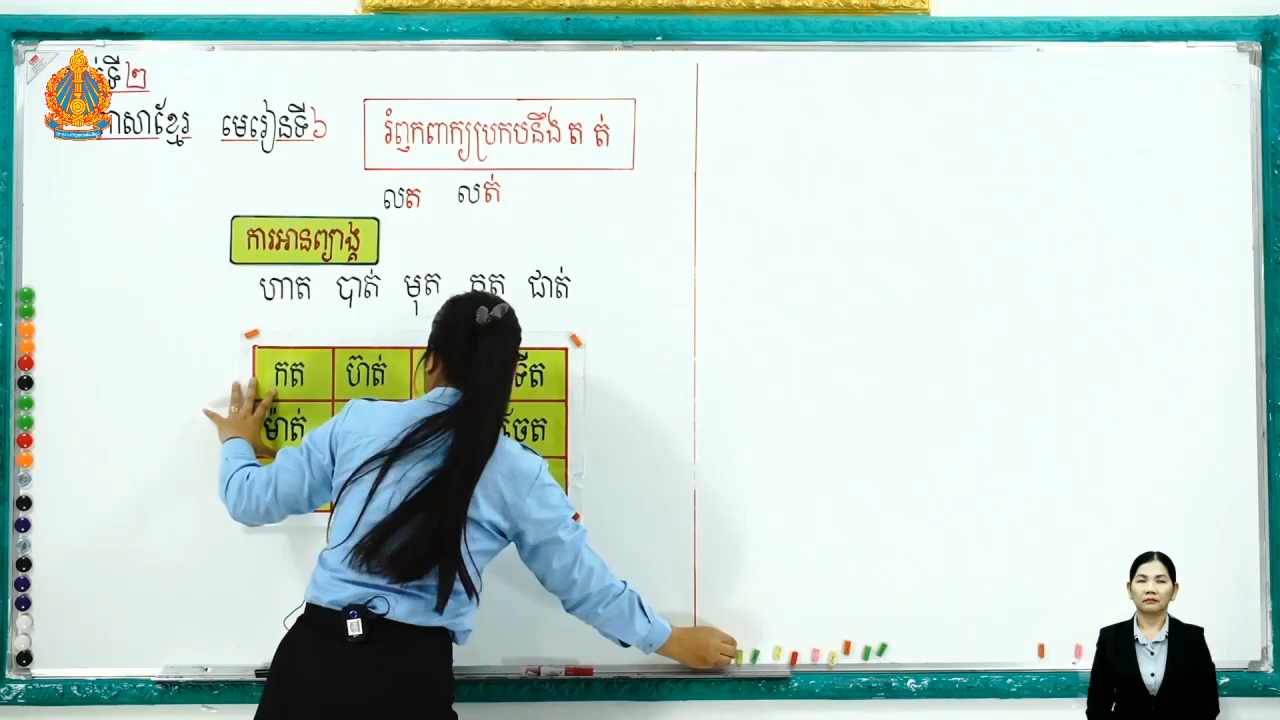 ទី២
ភាសាខ្មែរ មេរៀនទី៦ រំឭកពាក្យប្រកបនឹង ត ត់
លត លត់
ការអានព្យាង្គ
ហាត បាត់ មុត កុត ជាត់
កត ហ៊ត់ ទឹត
ម៉ាត់ ចែត